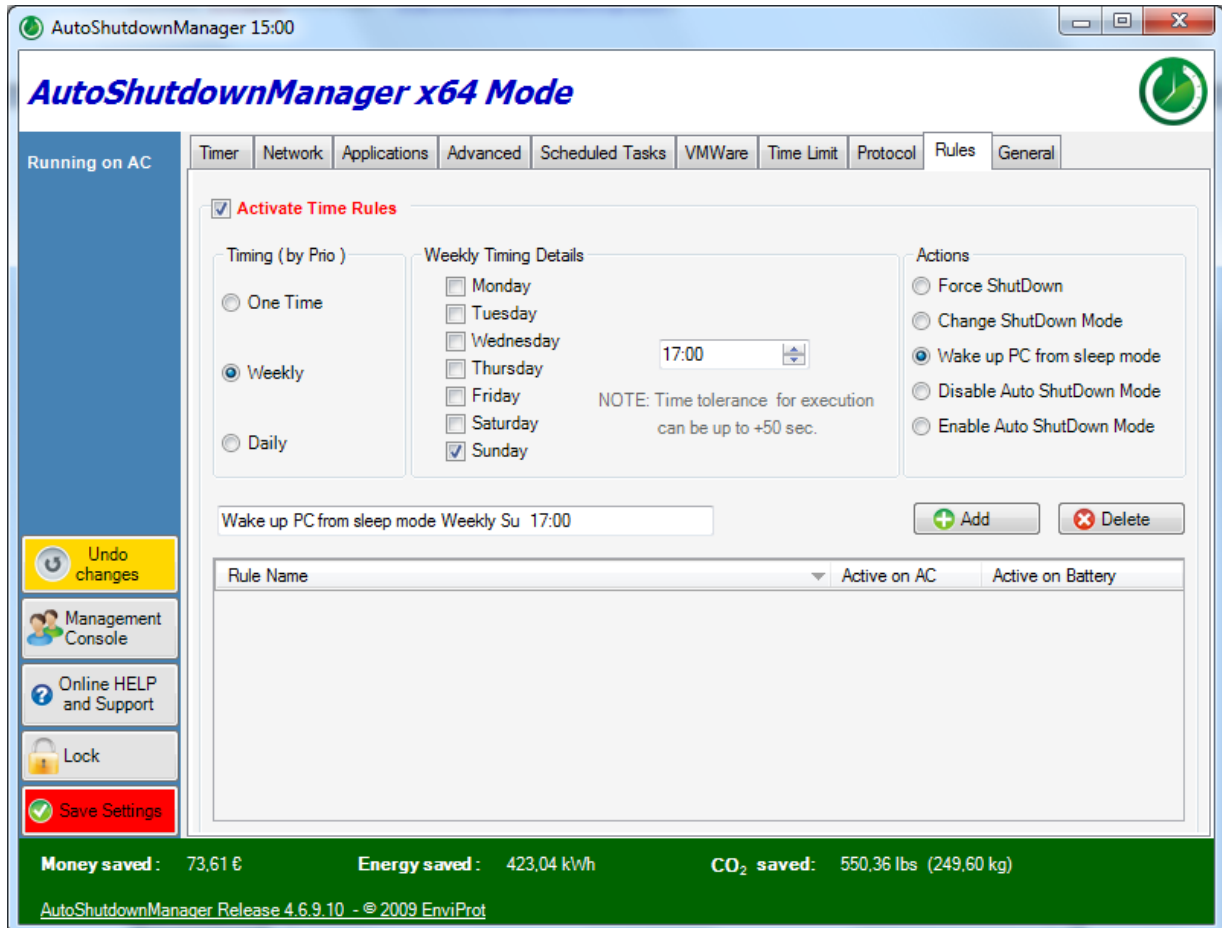 AutoShutdownManager 15:00
AutoShutdownManager x64 Mode
Running on AC
Timer Network Applications Advanced Scheduled Tasks VMWare Time Limit Protocol Rules General
Activate Time Rules
Timing ( by Prio )
One Time
Weekly
Daily
Weekly Timing Details
Monday
Tuesday
Wednesday
Thursday
Friday
Saturday
Sunday
17:00
NOTE: Time tolerance for execution
can be up to +50 sec.
Actions
Force ShutDown
Change ShutDown Mode
Wake up PC from sleep mode
Disable Auto ShutDown Mode
Enable Auto ShutDown Mode
Wake up PC from sleep mode Weekly Su 17:00
Add
Delete
Rule Name Active on AC Active on Battery
Undo
changes
Management
Console
Online HELP
and Support
Lock
Save Settings
Money saved : 73,61 € Energy saved : 423,04 kWh CO₂ saved: 550,36 lbs (249,60 kg)
AutoShutdownManager Release 4.6.9.10 - © 2009 EnviProt